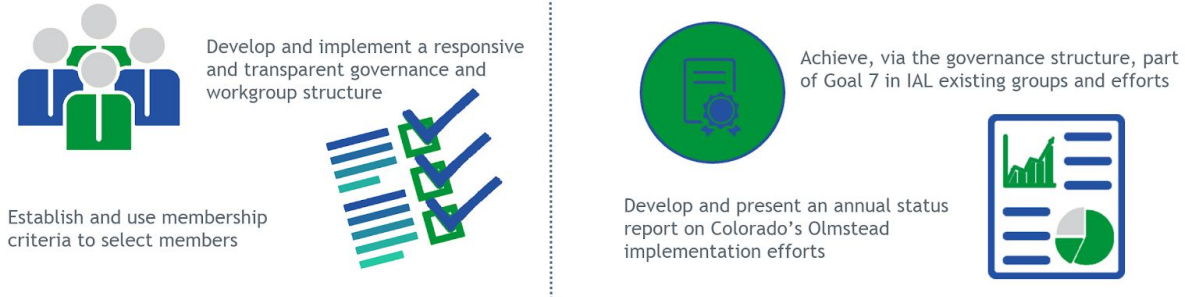 Develop and implement a responsive
and transparent governance and
workgroup structure
Establish and use membership
criteria to select members
Achieve, via the governance structure, part
of Goal 7 in IAL existing groups and efforts
Develop and present an annual status
report on Colorado’s Olmstead
implementation efforts